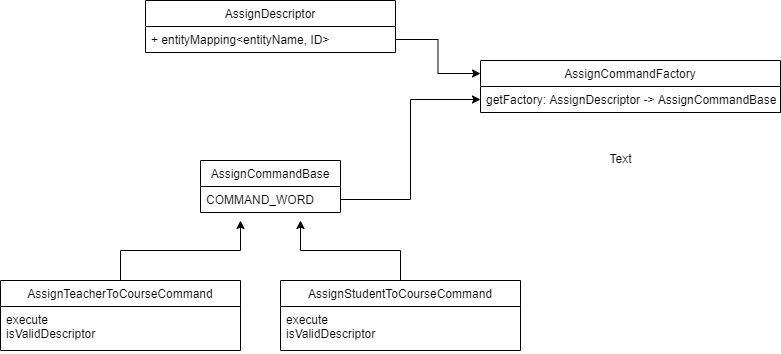 AssignDescriptor
+ entityMapping<entityName, ID>
AssignCommandFactory
getFactory: AssignDescriptor -> AssignCommandBase
Text
AssignCommandBase
COMMAND_WORD
AssignTeacherToCourseCommand
execute
isValidDescriptor
AssignStudentToCourseCommand
execute
isValidDescriptor